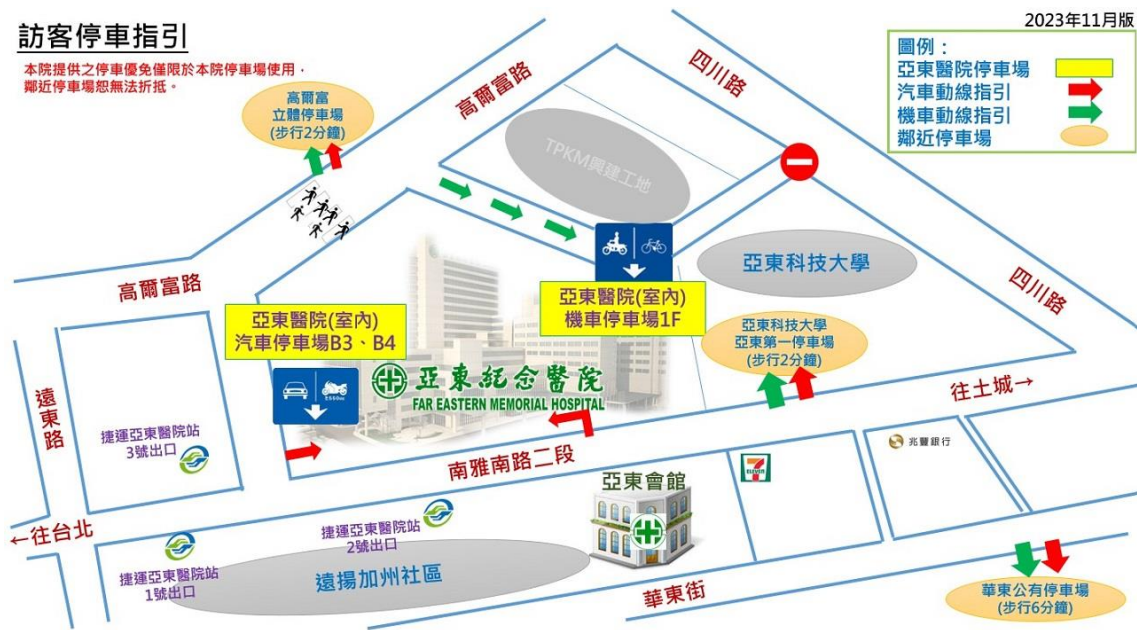 訪客停車指引
2023年11月版
本院提供之停車優免僅限於本院停車場使用，
鄰近停車場恕無法折抵。
圖例：
亞東醫院停車場
汽車動線指引
機車動線指引
鄰近停車場
高爾富
立體停車場
(步行2分鐘)
高爾富路
四川路
TPKM興建工地
高爾富路
亞東科技大學
四川路
亞東醫院(室內)
機車停車場1F
亞東醫院(室內)
汽車停車場B3、B4
亞東科技大學
亞東第一停車場
(步行2分鐘)
亞東紀念醫院
FAR EASTERN MEMORIAL HOSPITAL
往土城→
遠東路
捷運亞東醫院站
3號出口
南雅南路二段
兆豐銀行
7
ELEVEN
亞東會館
←往台北
捷運亞東醫院站
2號出口
捷運亞東醫院站
1號出口
遠揚加州社區
華東街
華東公有停車場
(步行6分鐘)